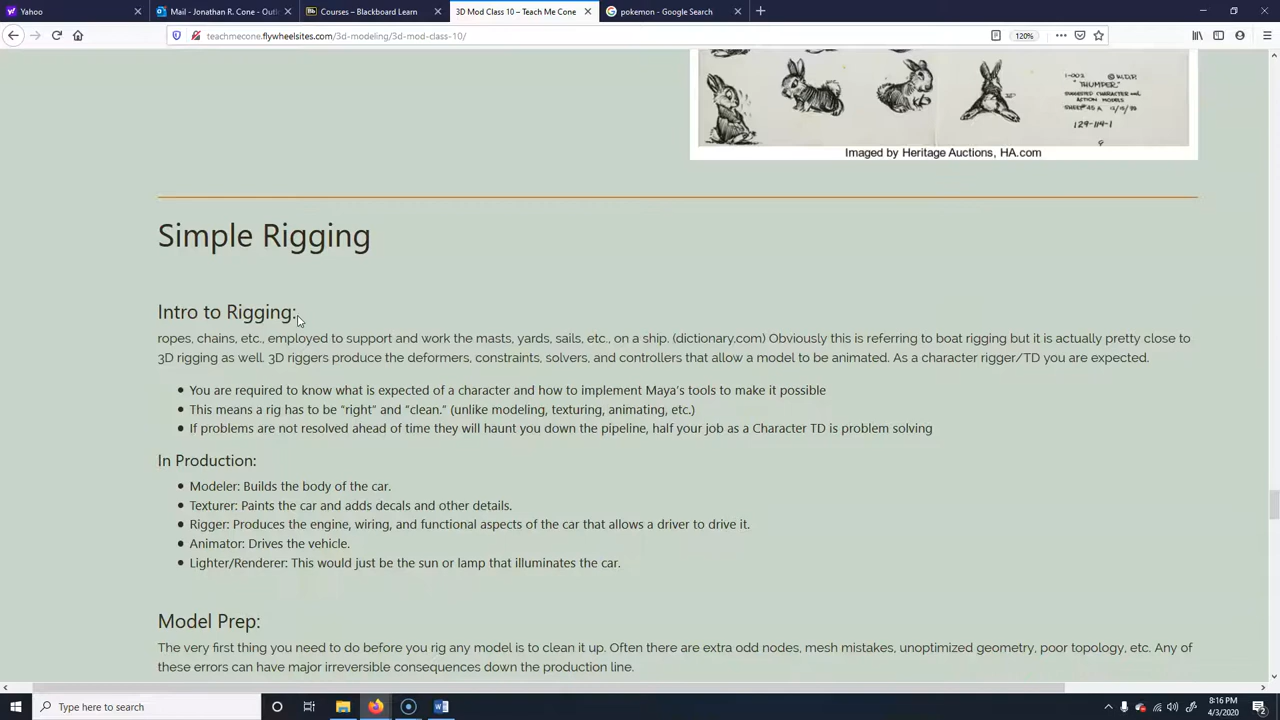 Yahoo
Mail - Jonathan R. Cone - Outl
Courses – Blackboard Learn
3D Mod Class 10 – Teach Me Cone
pokemon - Google Search
teachmecone.flywheelsites.com/3d-modeling/3d-mod-class-10/
120%
1-003 © W.D.P.
"THUMPER"
SUGGESTED CHARACTER and
ACTION MODELS
129-114-1
Imaged by Heritage Auctions, HA.com
Simple Rigging
Intro to Rigging:
ropes, chains, etc., employed to support and work the masts, yards, sails, etc., on a ship. (dictionary.com) Obviously this is referring to boat rigging but it is actually pretty close to
3D rigging as well. 3D riggers produce the deformers, constraints, solvers, and controllers that allow a model to be animated. As a character rigger/TD you are expected.
You are required to know what is expected of a character and how to implement Maya's tools to make it possible
This means a rig has to be "right" and "clean." (unlike modeling, texturing, animating, etc.)
If problems are not resolved ahead of time they will haunt you down the pipeline, half your job as a Character TD is problem solving
In Production:
Modeler: Builds the body of the car.
Texturer: Paints the car and adds decals and other details.
Rigger: Produces the engine, wiring, and functional aspects of the car that allows a driver to drive it.
Animator: Drives the vehicle.
Lighter/Renderer: This would just be the sun or lamp that illuminates the car.
Model Prep:
The very first thing you need to do before you rig any model is to clean it up. Often there are extra odd nodes, mesh mistakes, unoptimized geometry, poor topology, etc. Any of
these errors can have major irreversible consequences down the production line.
Type here to search
8:16 PM
4/3/2020